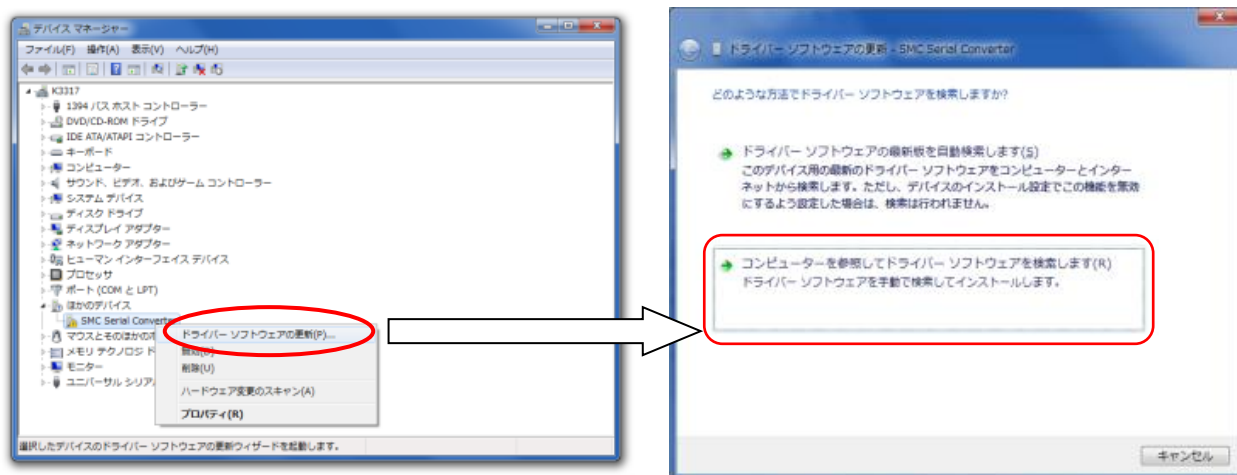 デバイス マネージャー
ファイル(F) 操作(A) 表示(V) ヘルプ(H)
K3317
1394 バス ホスト コントローラー
DVD/CD-ROM ドライブ
IDE ATA/ATAPI コントローラー
キーボード
コンピューター
サウンド、ビデオ、およびゲーム コントローラー
システム デバイス
ディスク ドライブ
ディスプレイ アダプター
ネットワーク アダプター
ヒューマン インターフェイス デバイス
プロセッサ
ポート (COM と LPT)
ほかのデバイス
SMC Serial Converter
マウスとそのほかのポ
メモリ テクノロジ ド
モニター
ユニバーサル シリアル
ドライバー ソフトウェアの更新(P)...
無効(D)
削除(U)
ハードウェア変更のスキャン(A)
プロパティ(R)
選択したデバイスのドライバー ソフトウェアの更新ウィザードを起動します。
ドライバー ソフトウェアの更新 - SMC Serial Converter
どのような方法でドライバー ソフトウェアを検索しますか?
ドライバー ソフトウェアの最新版を自動検索します(S)
このデバイス用の最新のドライバー ソフトウェアをコンピューターとインター
ネットから検索します。ただし、デバイスのインストール設定でこの機能を無効
にするよう設定した場合は、検索は行われません。
コンピューターを参照してドライバー ソフトウェアを検索します(R)
ドライバー ソフトウェアを手動で検索してインストールします。
キャンセル